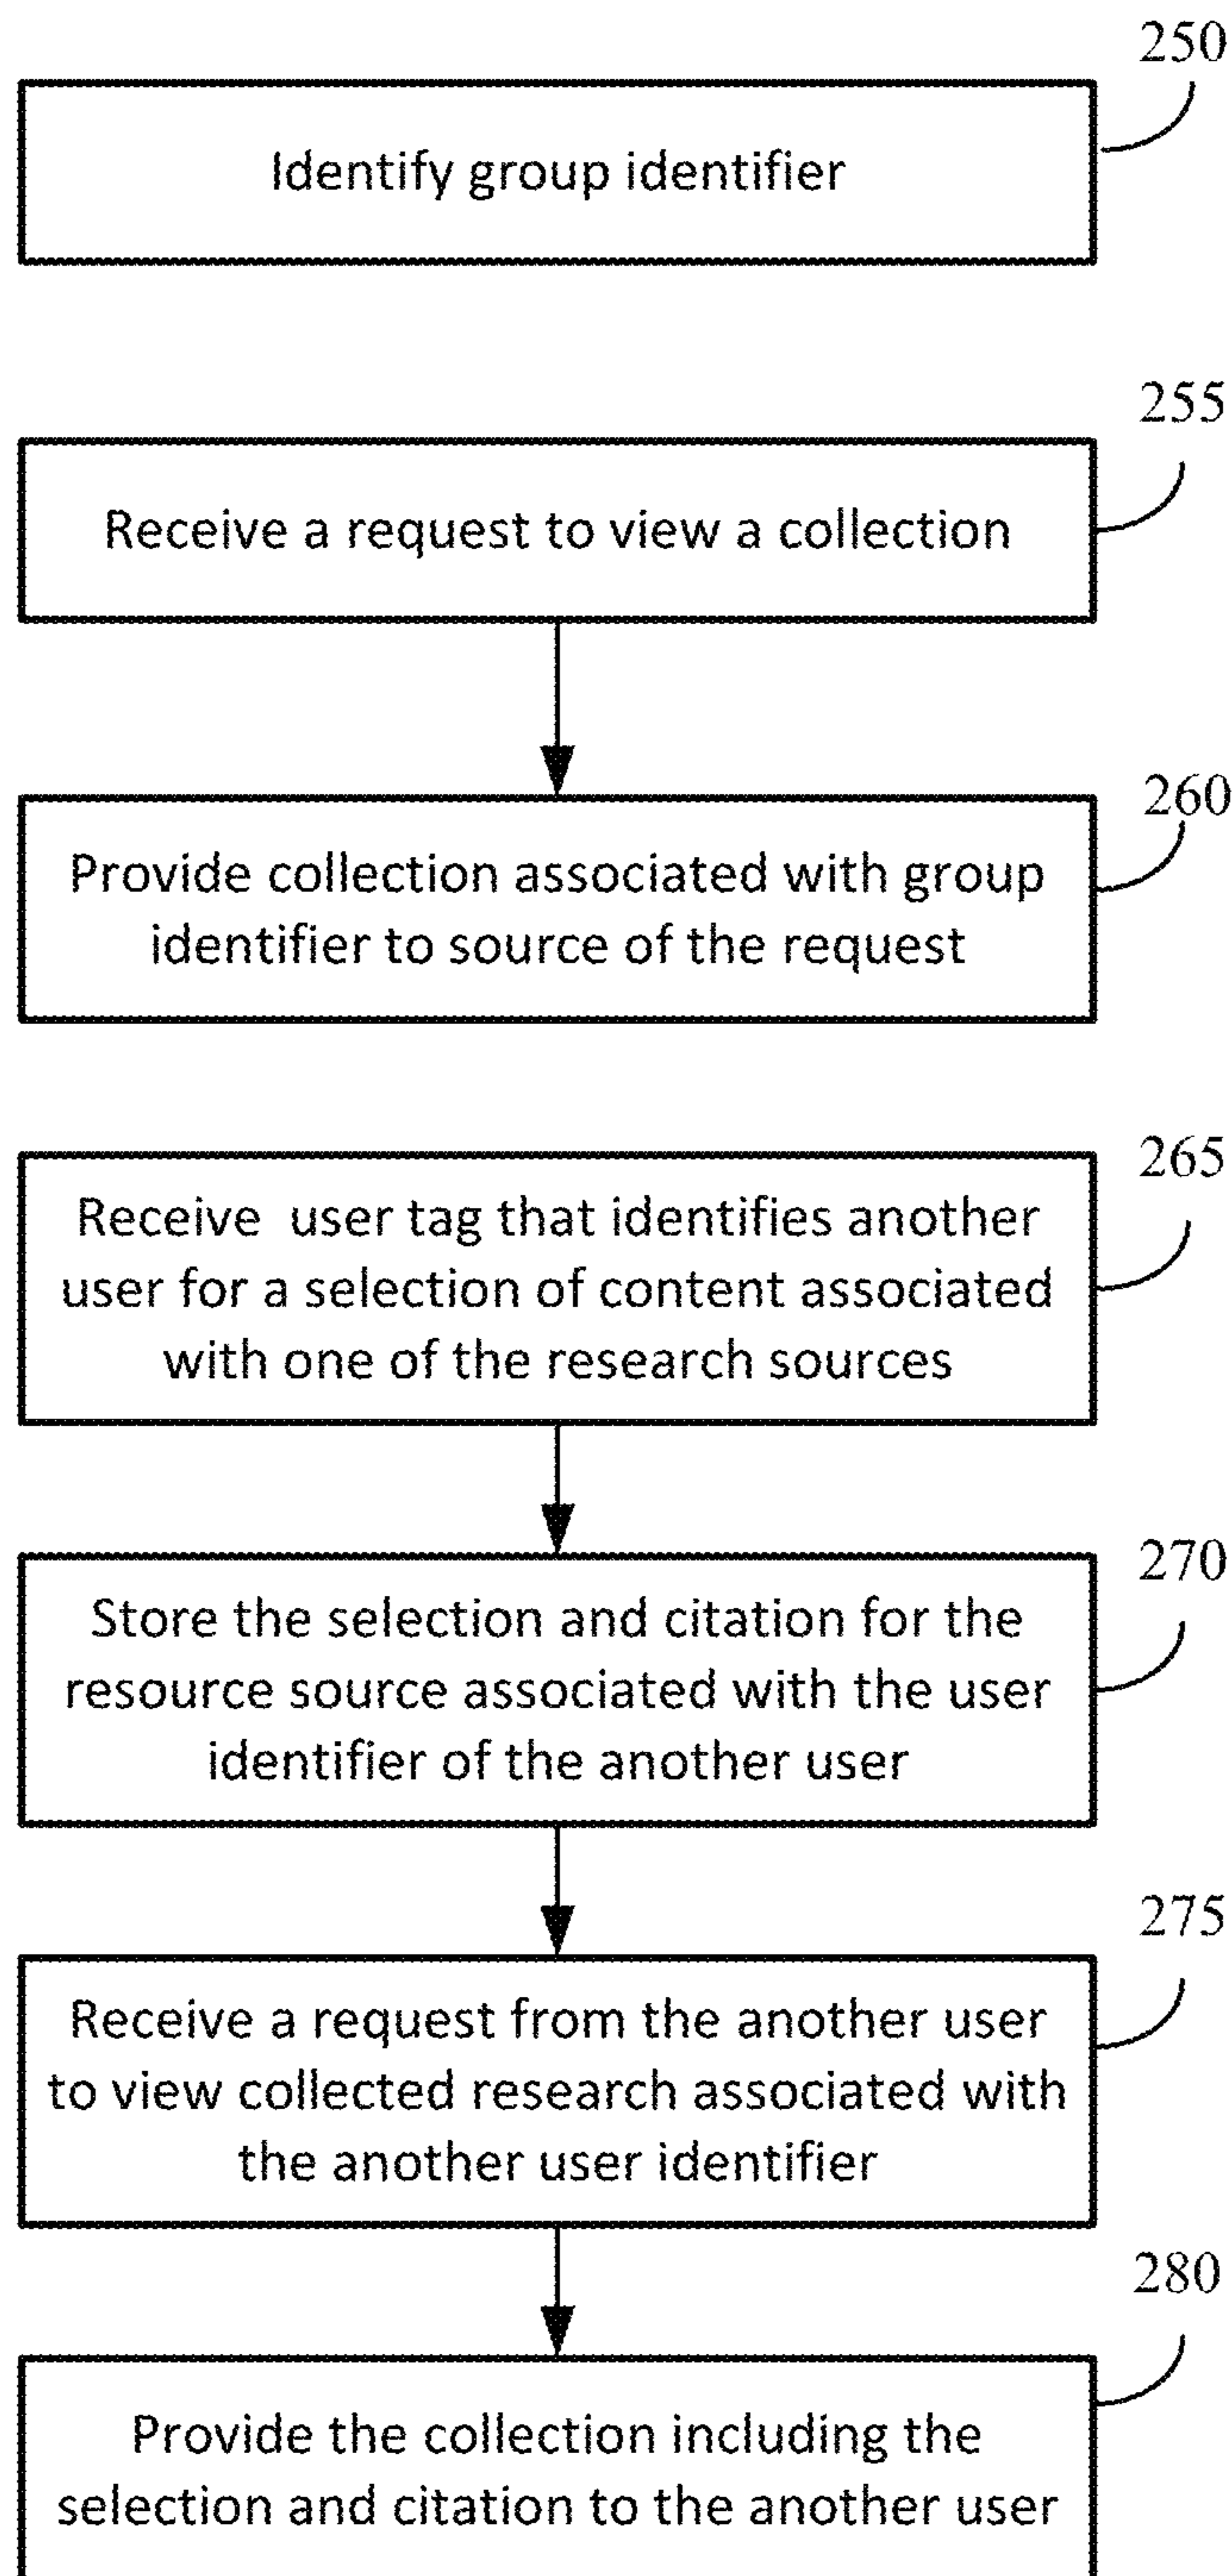 250
Identify group identifier
255
Receive a request to view a collection
260
Provide collection associated with group
identifier to source of the request
265
Receive user tag that identifies another
user for a selection of content associated
with one of the research sources
270
Store the selection and citation for the
resource source associated with the user
identifier of the another user
275
Receive a request from the another user
to view collected research associated with
the another user identifier
280
Provide the collection including the
selection and citation to the another user